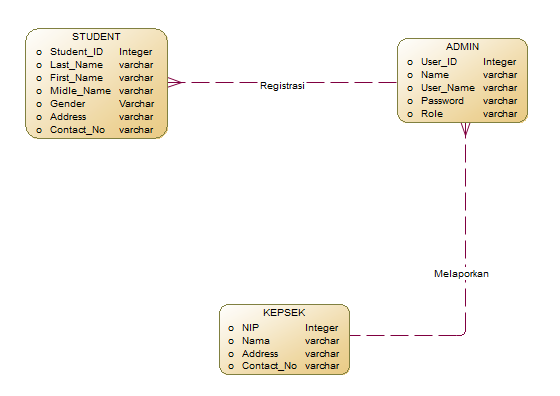 STUDENT
Student_ID Integer
Last_Name varchar
First_Name varchar
Midle_Name varchar
Gender Varchar
Address varchar
Contact_No varchar
Registrasi
ADMIN
User_ID Integer
Name varchar
User_Name varchar
Password varchar
Role varchar
Melaporkan
KEPSEK
NIP Integer
Nama varchar
Address varchar
Contact_No varchar